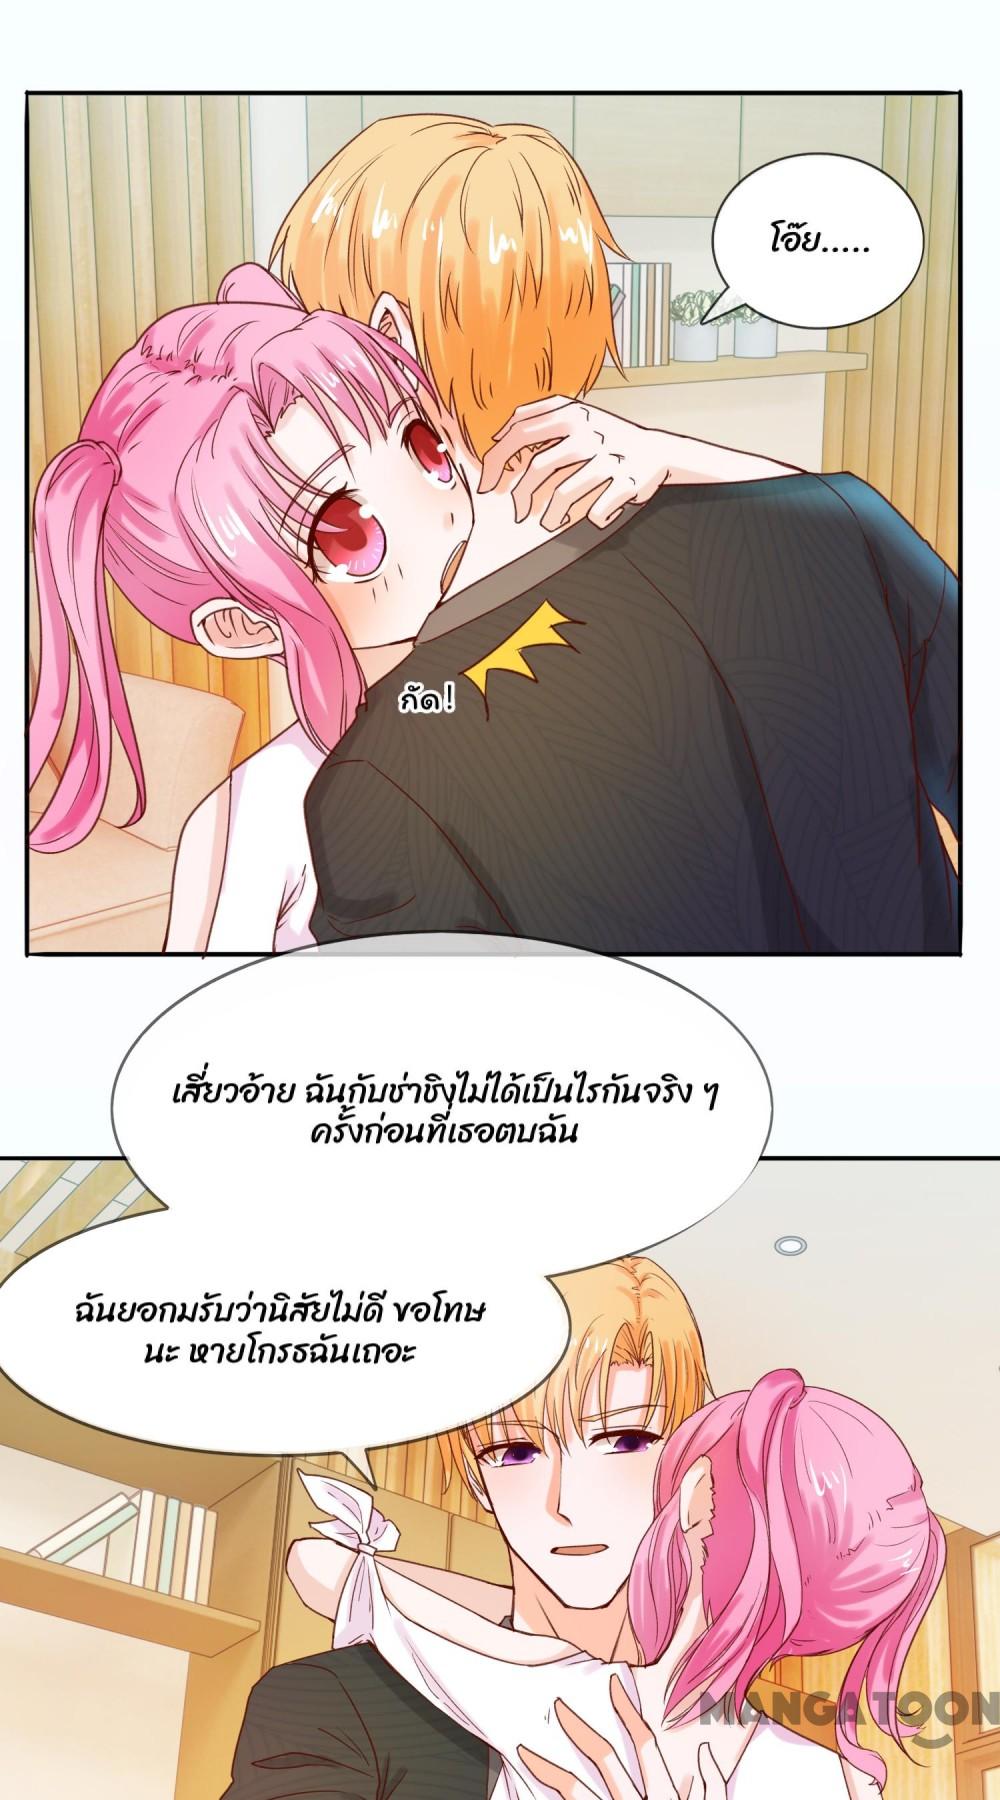 โอ๊ย.....
กัด!
เสี่ยวอ้าย ฉันกับช่าชิงไม่ได้เป็นไรกันจริง ๆ
ครั้งก่อนที่เธอตบฉัน
ฉันยอกมรับว่านิสัยไม่ดี ขอโทษ
นะ หายโกรธฉันเถอะ
MANGATOON